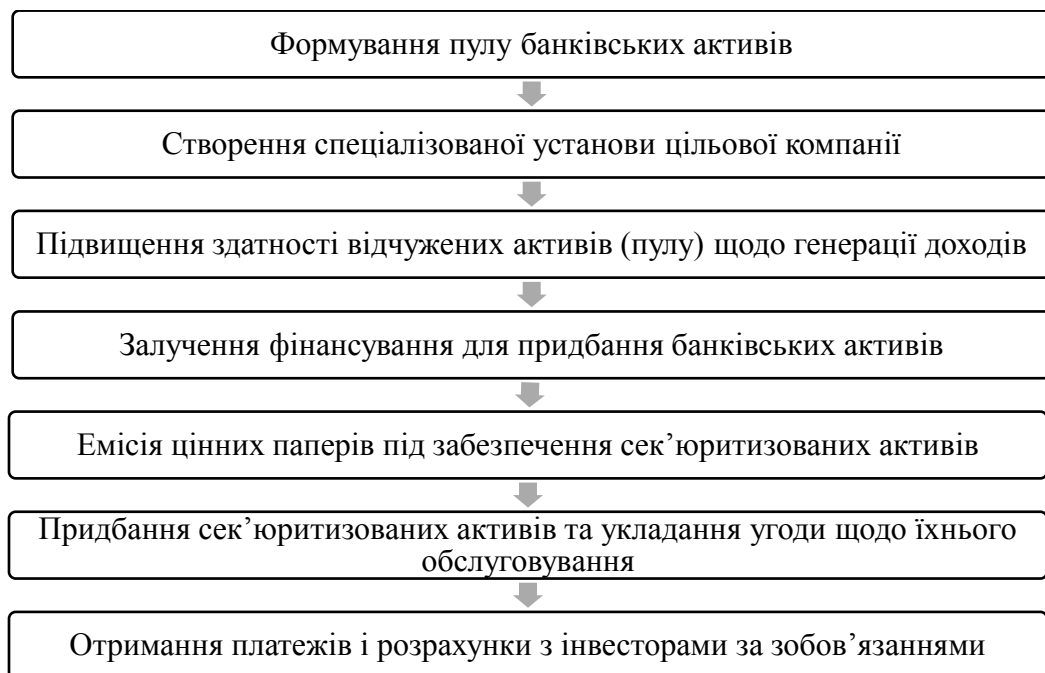 Формування пулу банківських активів
Створення спеціалізованої установи цільової компанії
Підвищення здатності відчужених активів (пулу) щодо генерації доходів
Залучення фінансування для придбання банківських активів
Емісія цінних паперів під забезпечення сек’юритизованих активів
Придбання сек’юритизованих активів та укладання угоди щодо їхнього
обслуговування
Отримання платежів і розрахунки з інвесторами за зобов’язаннями